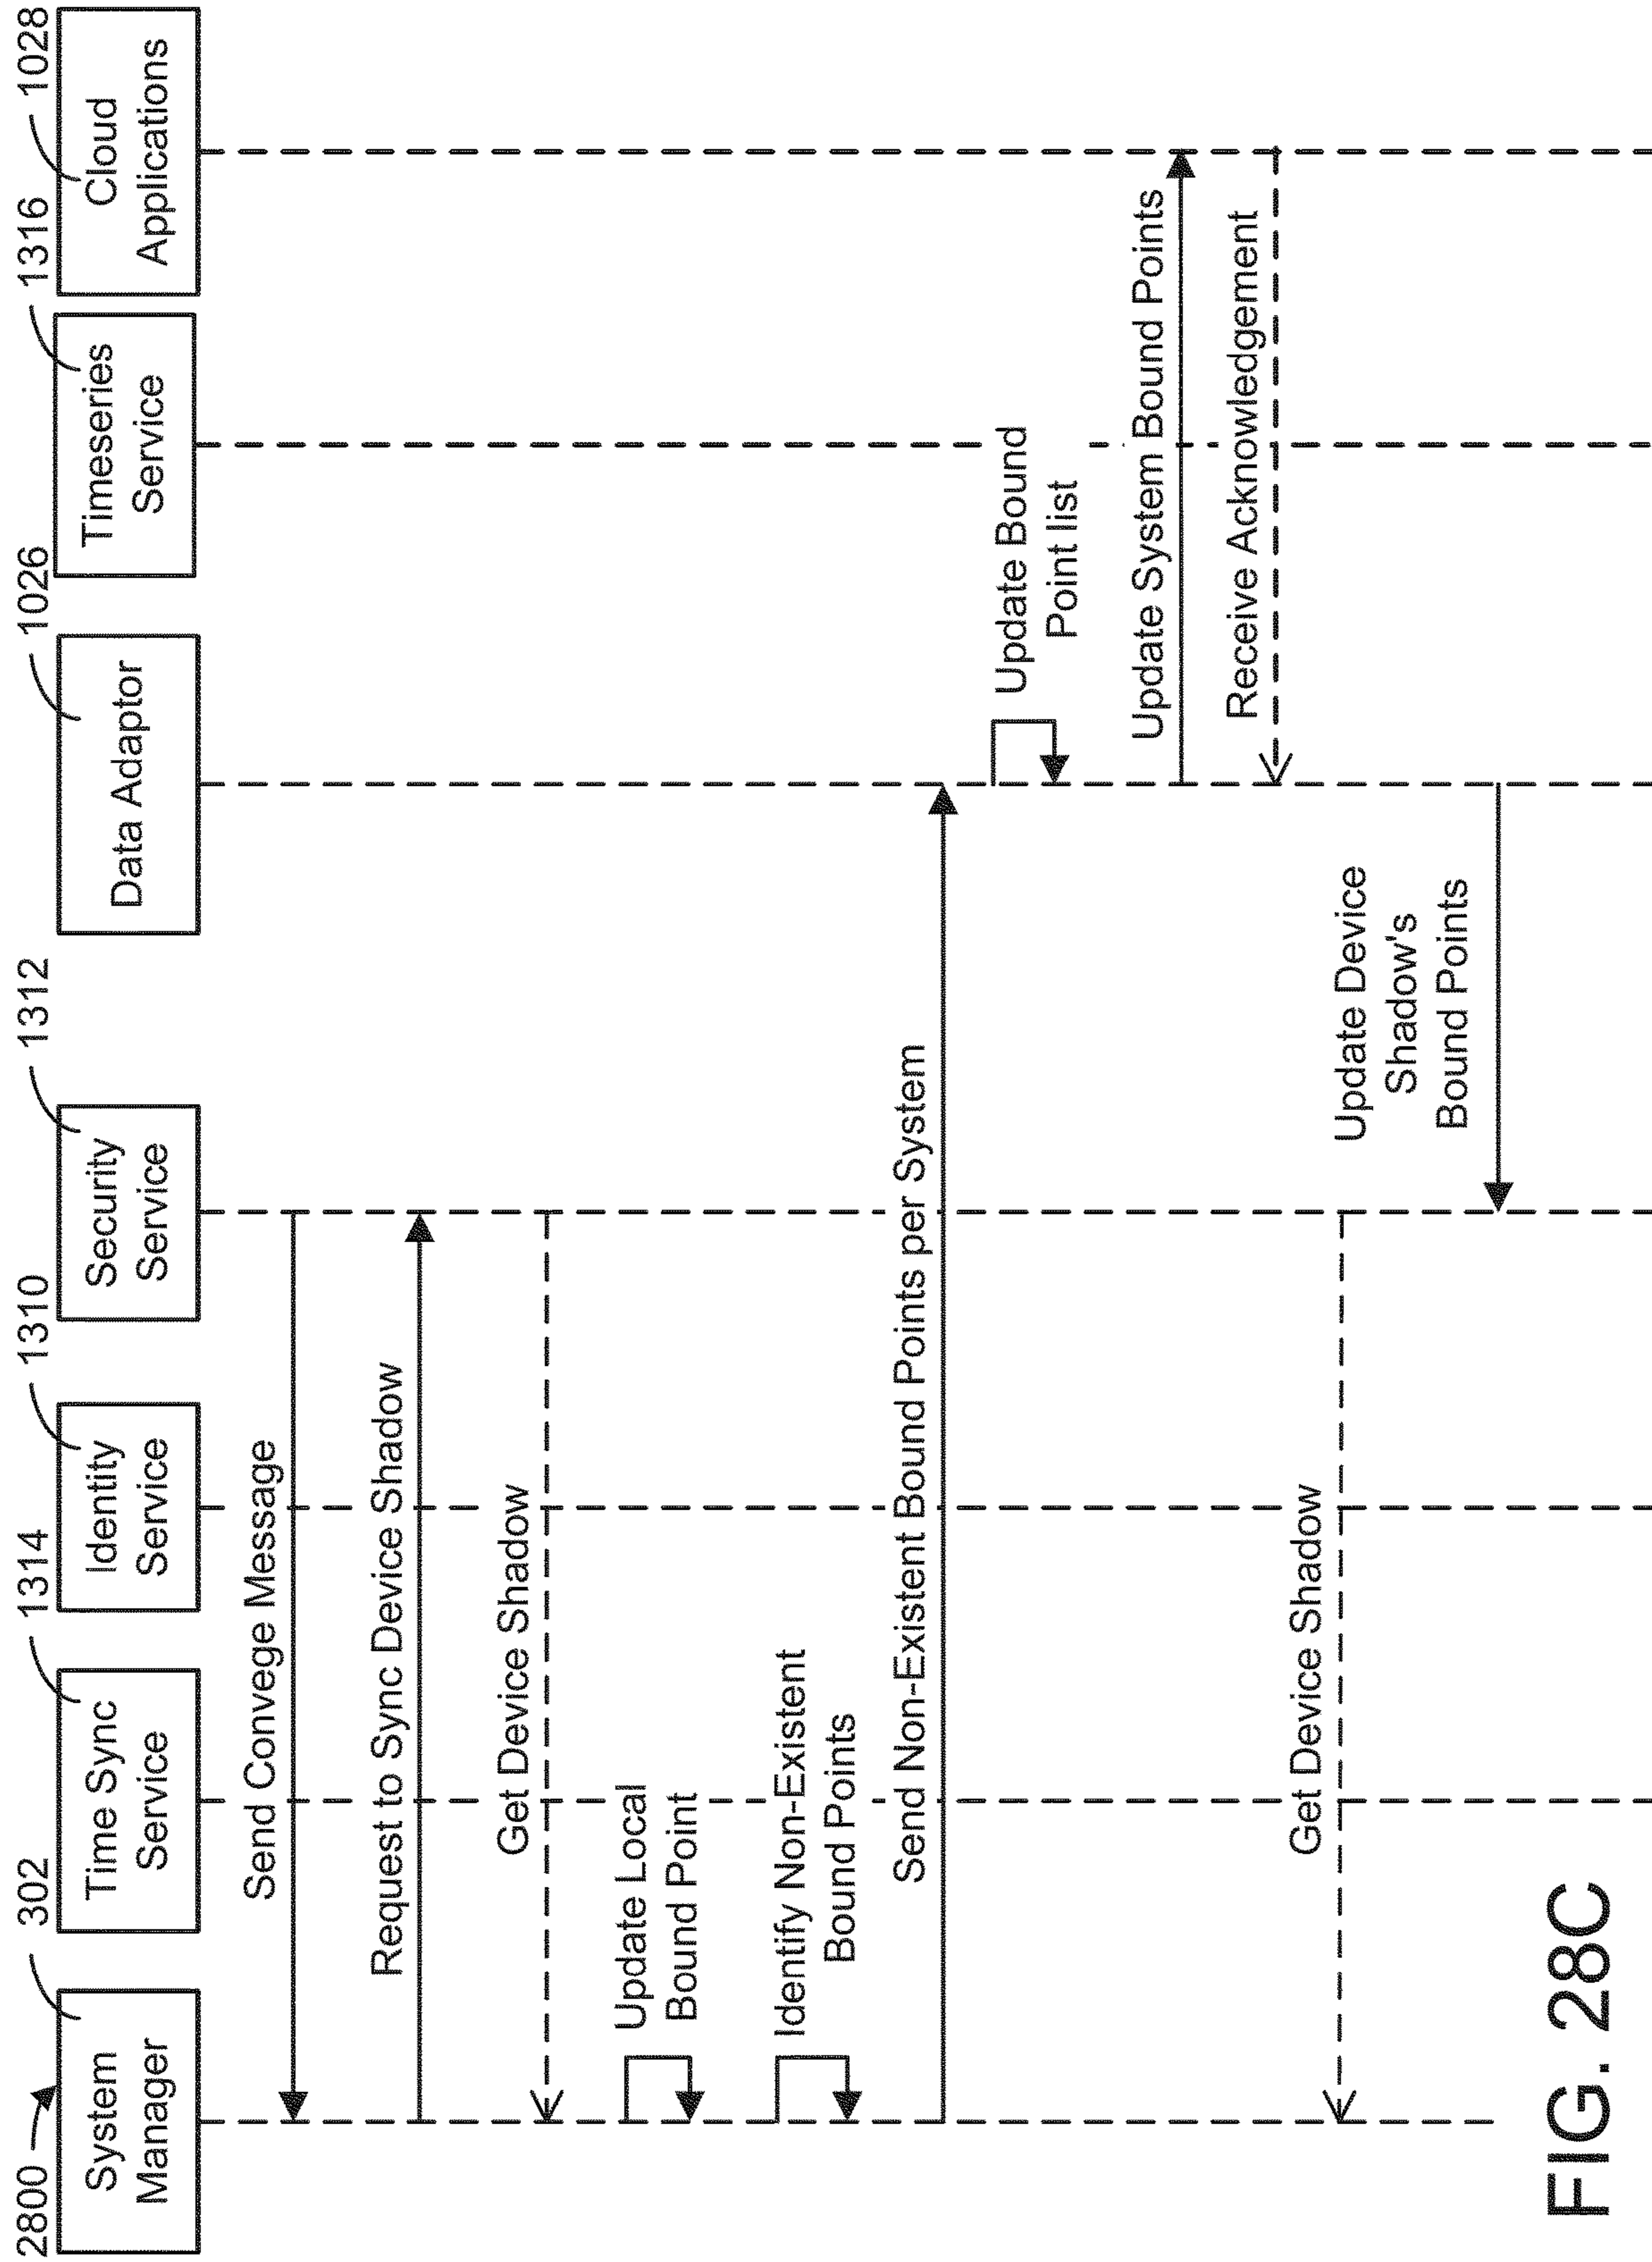 2800
302
1314
1310
1312
1026
1316
1028
System
Manager
Time Sync
Service
Identity
Service
Security
Service
Data Adaptor
Timeseries
Service
Cloud
Applications
Send Convege Message
Request to Sync Device Shadow
Get Device Shadow
Update Local
Bound Point
Identify Non-Existent
Bound Points
Send Non-Existent Bound Points per System
Update Bound
Point list
Update System Bound Points
Receive Acknowledgement
Get Device Shadow
Update Device
Shadow's
Bound Points
FIG. 28C